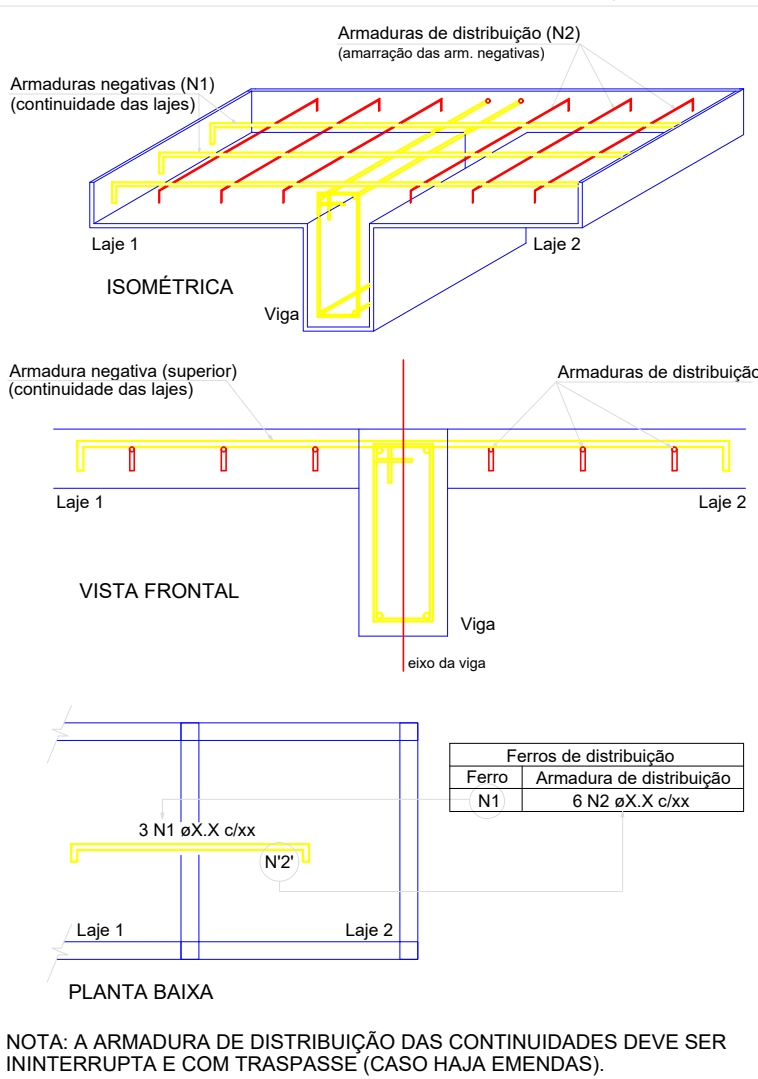 Armaduras de distribuição (N2)
(amarração das arm. negativas)
Armaduras negativas (N1)
(continuidade das lajes)
Laje 1
Laje 2
ISOMÉTRICA
Viga
Armadura negativa (superior)
(continuidade das lajes)
Armaduras de distribuição
Laje 1
Laje 2
VISTA FRONTAL
Viga
eixo da viga
Ferros de distribuição
Ferro Armadura de distribuição
N1 6 N2 øX.X c/xx
3 N1 øX.X c/xx
N'2'
Laje 1
Laje 2
PLANTA BAIXA
NOTA: A ARMADURA DE DISTRIBUIÇÃO DAS CONTINUIDADES DEVE SER
ININTERRUPTA E COM TRASPASSE (CASO HAJA EMENDAS).